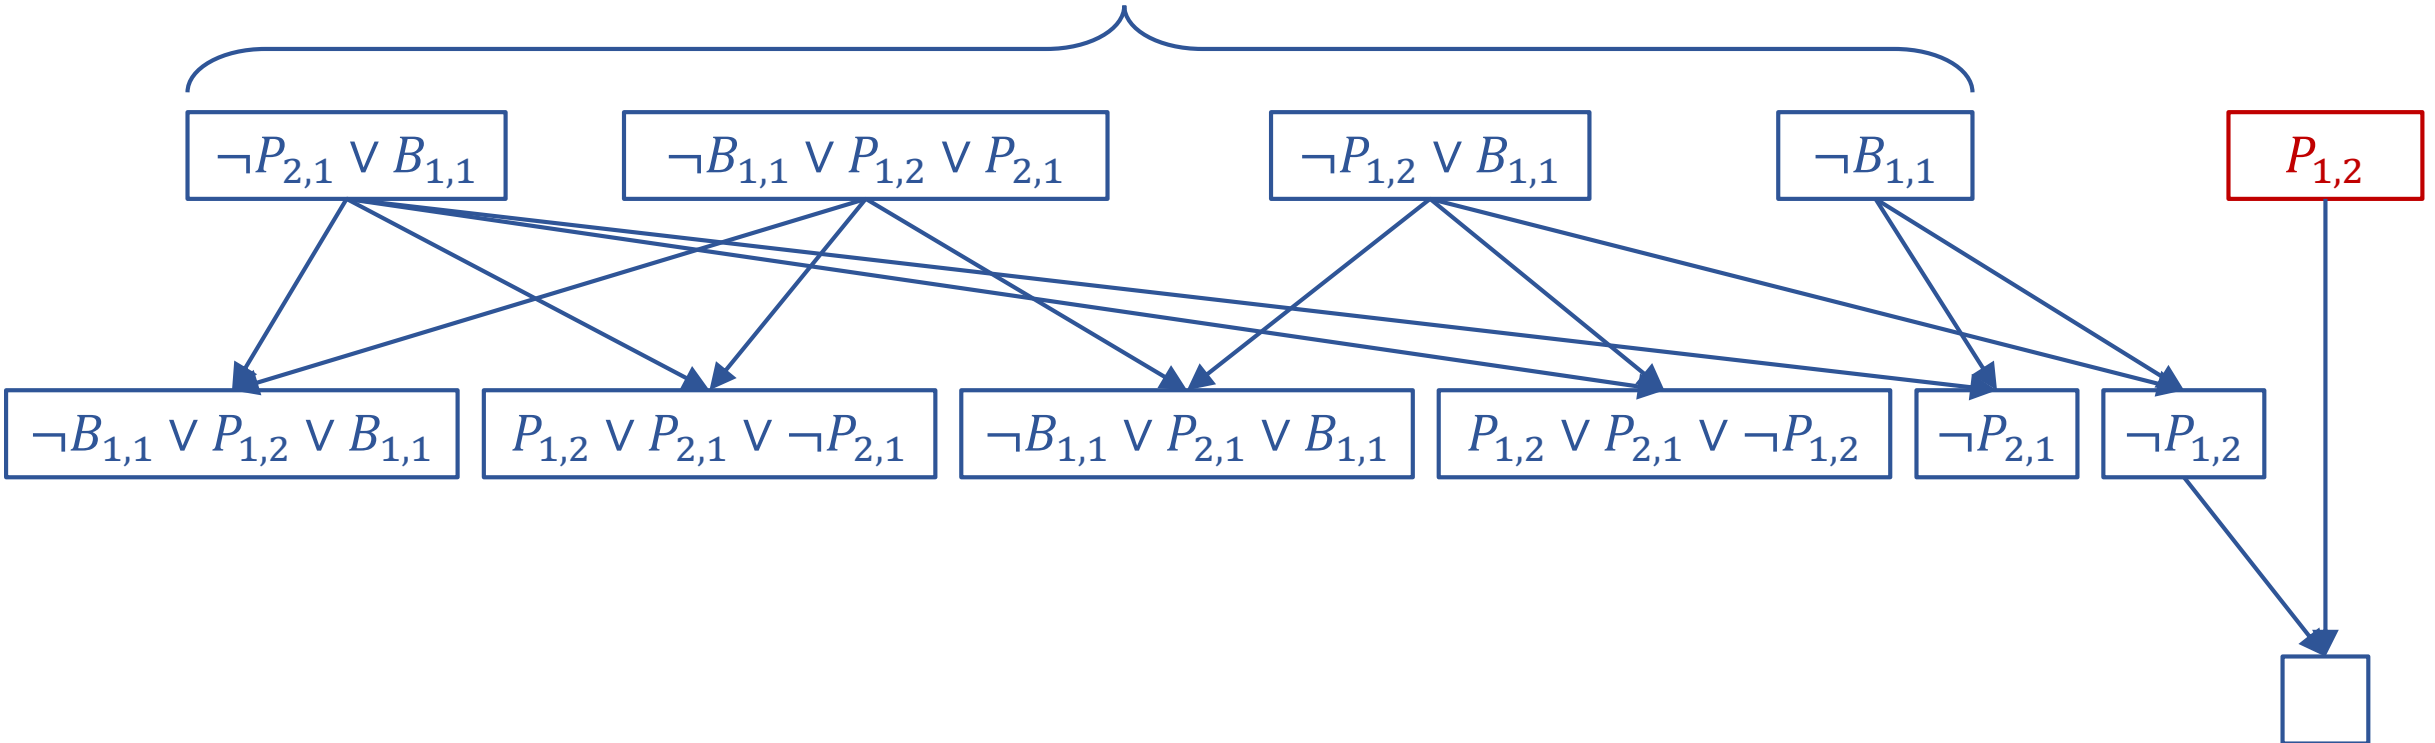 ¬P2,1 ∨ B1,1
¬B1,1 ∨ P1,2 ∨ P2,1
¬P1,2 ∨ B1,1
¬B1,1
P1,2
¬B1,1 ∨ P1,2 ∨ B1,1
P1,2 ∨ P2,1 ∨ ¬P2,1
¬B1,1 ∨ P2,1 ∨ B1,1
P1,2 ∨ P2,1 ∨ ¬P1,2
¬P2,1
¬P1,2